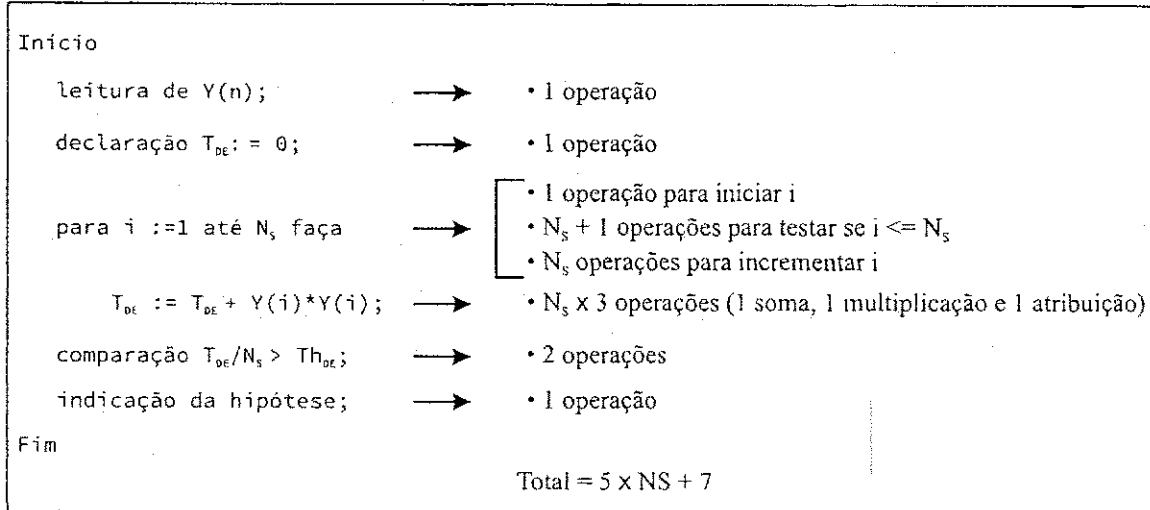 Início
leitura de Y(n); → • 1 operação
declaração T_DE: = 0; → • 1 operação
• 1 operação para iniciar i
para i :=1 até N_s faça → • N_s + 1 operações para testar se i <= N_s
• N_s operações para incrementar i
T_DE := T_DE + Y(i)*Y(i); → • N_s x 3 operações (1 soma, 1 multiplicação e 1 atribuição)
comparação T_DE/N_s > Th_DE; → • 2 operações
indicação da hipótese; → • 1 operação
Fim
Total = 5 x NS + 7